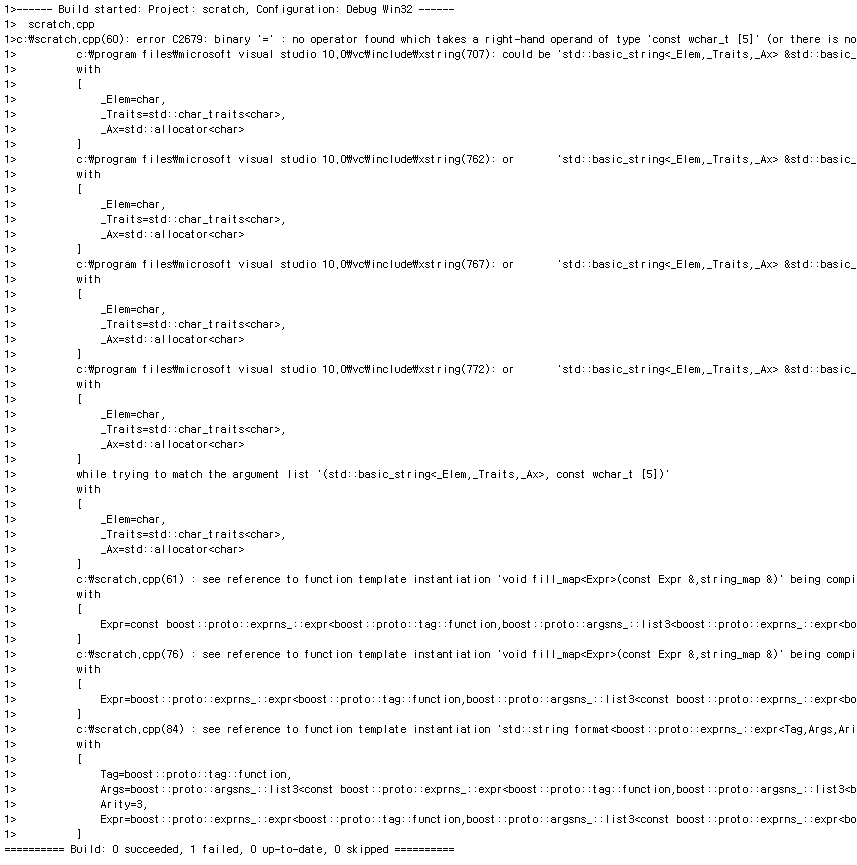 1>------ Build started: Project: scratch, Configuration: Debug Win32 ------
1>  scratch.cpp
1>c:₩scratch.cpp(60): error C2679: binary '=' : no operator found which takes a right-hand operand of type 'const wchar_t [5]' (or there is no
1>          c:₩program files₩microsoft visual studio 10.0₩vc₩include₩xstring(707): could be 'std::basic_string<_Elem,_Traits,_Ax> &std::basic_
1>          with
1>          [
1>              _Elem=char,
1>              _Traits=std::char_traits<char>,
1>              _Ax=std::allocator<char>
1>          ]
1>          c:₩program files₩microsoft visual studio 10.0₩vc₩include₩xstring(762): or       'std::basic_string<_Elem,_Traits,_Ax> &std::basic_
1>          with
1>          [
1>              _Elem=char,
1>              _Traits=std::char_traits<char>,
1>              _Ax=std::allocator<char>
1>          ]
1>          c:₩program files₩microsoft visual studio 10.0₩vc₩include₩xstring(767): or       'std::basic_string<_Elem,_Traits,_Ax> &std::basic_
1>          with
1>          [
1>              _Elem=char,
1>              _Traits=std::char_traits<char>,
1>              _Ax=std::allocator<char>
1>          ]
1>          c:₩program files₩microsoft visual studio 10.0₩vc₩include₩xstring(772): or       'std::basic_string<_Elem,_Traits,_Ax> &std::basic_
1>          with
1>          [
1>              _Elem=char,
1>              _Traits=std::char_traits<char>,
1>              _Ax=std::allocator<char>
1>          ]
1>          while trying to match the argument list '(std::basic_string<_Elem,_Traits,_Ax>, const wchar_t [5])'
1>          with
1>          [
1>              _Elem=char,
1>              _Traits=std::char_traits<char>,
1>              _Ax=std::allocator<char>
1>          ]
1>          c:₩scratch.cpp(61) : see reference to function template instantiation 'void fill_map<Expr>(const Expr &,string_map &)' being compi
1>          with
1>          [
1>              Expr=const boost::proto::exprns_::expr<boost::proto::tag::function,boost::proto::argsns_::list3<boost::proto::exprns_::expr<bo
1>          ]
1>          c:₩scratch.cpp(76) : see reference to function template instantiation 'void fill_map<Expr>(const Expr &,string_map &)' being compi
1>          with
1>          [
1>              Expr=boost::proto::exprns_::expr<boost::proto::tag::function,boost::proto::argsns_::list3<const boost::proto::exprns_::expr<bo
1>          ]
1>          c:₩scratch.cpp(84) : see reference to function template instantiation 'std::string format<boost::proto::exprns_::expr<Tag,Args,Ari
1>          with
1>          [
1>              Tag=boost::proto::tag::function,
1>              Args=boost::proto::argsns_::list3<const boost::proto::exprns_::expr<boost::proto::tag::function,boost::proto::argsns_::list3<b
1>              Arity=3,
1>              Expr=boost::proto::exprns_::expr<boost::proto::tag::function,boost::proto::argsns_::list3<const boost::proto::exprns_::expr<bo
1>          ]
========== Build: 0 succeeded, 1 failed, 0 up-to-date, 0 skipped ==========